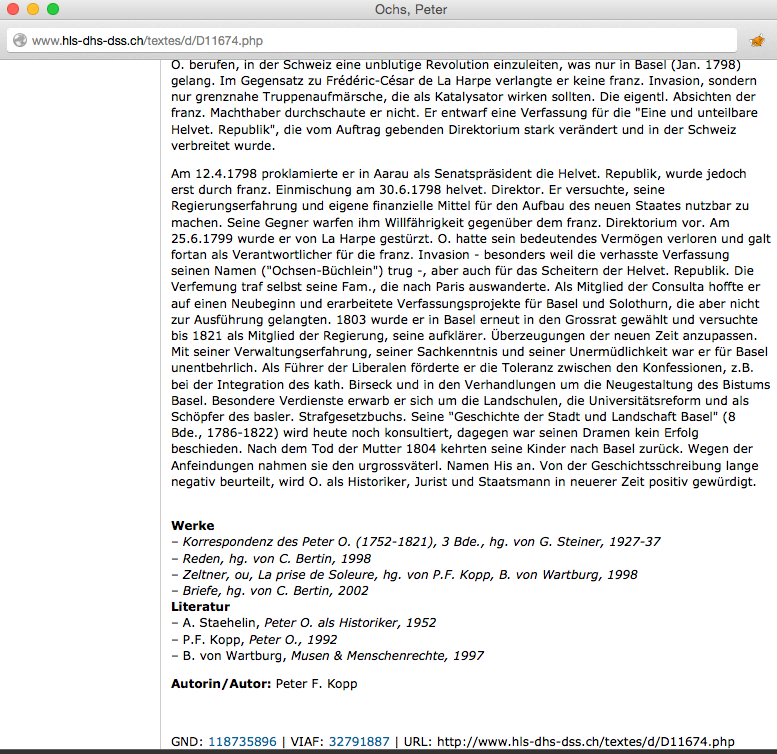 Ochs, Peter
www.hls-dhs-dss.ch/textes/d/D11674.php
O. berufen, in der Schweiz eine unblutige Revolution einzuleiten, was nur in Basel (Jan. 1798)
gelang. Im Gegensatz zu Frédéric-César de La Harpe verlangte er keine franz. Invasion, sondern
nur grenznahe Truppenaufmärsche, die als Katalysator wirken sollten. Die eigentl. Absichten der
franz. Machthaber durchschaute er nicht. Er entwarf eine Verfassung für die "Eine und unteilbare
Helvet. Republik", die vom Auftrag gebenden Direktorium stark verändert und in der Schweiz
verbreitet wurde.
Am 12.4.1798 proklamierte er in Aarau als Senatspräsident die Helvet. Republik, wurde jedoch
erst durch franz. Einmischung am 30.6.1798 helvet. Direktor. Er versuchte, seine
Regierungserfahrung und eigene finanzielle Mittel für den Aufbau des neuen Staates nutzbar zu
machen. Seine Gegner warfen ihm Willfährigkeit gegenüber dem franz. Direktorium vor. Am
25.6.1799 wurde er von La Harpe gestürzt. O. hatte sein bedeutendes Vermögen verloren und galt
fortan als Verantwortlicher für die franz. Invasion - besonders weil die verhasste Verfassung
seinen Namen ("Ochsen-Büchlein") trug -, aber auch für das Scheitern der Helvet. Republik. Die
Verfemung traf selbst seine Fam., die nach Paris auswanderte. Als Mitglied der Consulta hoffte er
auf einen Neubeginn und erarbeitete Verfassungsprojekte für Basel und Solothurn, die aber nicht
zur Ausführung gelangten. 1803 wurde er in Basel erneut in den Grossrat gewählt und versuchte
bis 1821 als Mitglied der Regierung, seine aufklärer. Überzeugungen der neuen Zeit anzupassen.
Mit seiner Verwaltungserfahrung, seiner Sachkenntnis und seiner Unermüdlichkeit war er für Basel
unentbehrlich. Als Führer der Liberalen förderte er die Toleranz zwischen den Konfessionen, z.B.
bei der Integration des kath. Birseck und in den Verhandlungen um die Neugestaltung des Bistums
Basel. Besondere Verdienste erwarb er sich um die Landschulen, die Universitätsreform und als
Schöpfer des basler. Strafgesetzbuchs. Seine "Geschichte der Stadt und Landschaft Basel" (8
Bde., 1786-1822) wird heute noch konsultiert, dagegen war seinen Dramen kein Erfolg
beschieden. Nach dem Tod der Mutter 1804 kehrten seine Kinder nach Basel zurück. Wegen der
Anfeindungen nahmen sie den urgrossväterl. Namen His an. Von der Geschichtsschreibung lange
negativ beurteilt, wird O. als Historiker, Jurist und Staatsmann in neuerer Zeit positiv gewürdigt.
Werke
– Korrespondenz des Peter O. (1752-1821), 3 Bde., hg. von G. Steiner, 1927-37
– Reden, hg. von C. Bertin, 1998
– Zeltner, ou, La prise de Soleure, hg. von P.F. Kopp, B. von Wartburg, 1998
– Briefe, hg. von C. Bertin, 2002
Literatur
– A. Staehelin, Peter O. als Historiker, 1952
– P.F. Kopp, Peter O., 1992
– B. von Wartburg, Musen & Menschenrechte, 1997
Autorin/Autor: Peter F. Kopp
GND: 118735896 | VIAF: 32791887 | URL: http://www.hls-dhs-dss.ch/textes/d/D11674.php